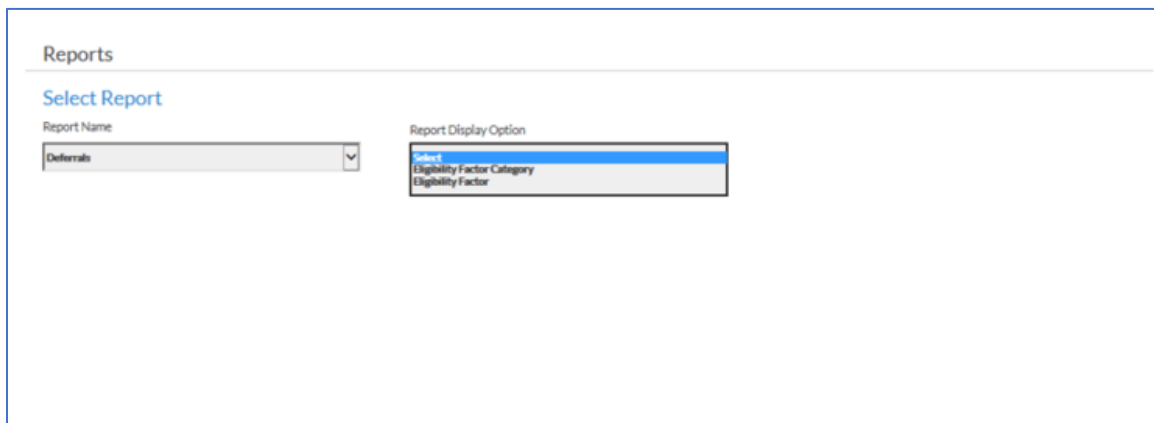 Reports
Select Report
Report Name
Report Display Option
Deferrals
Select
Eligibility Factor Category
Eligibility Factor